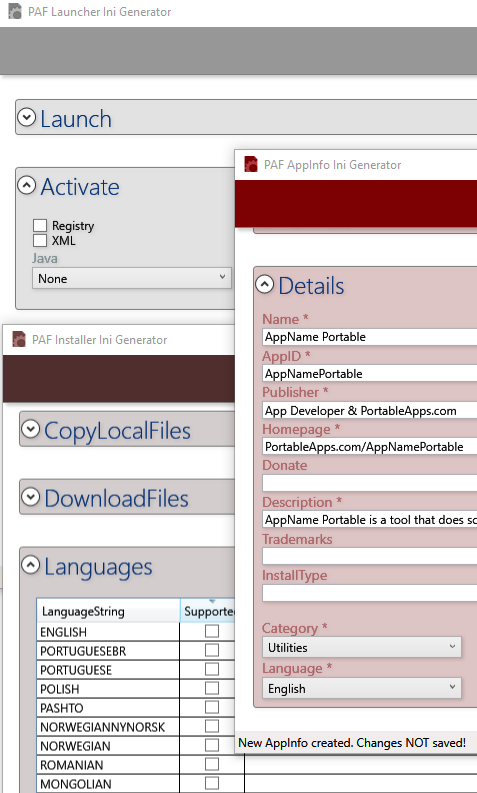 PAF Launcher Ini Generator
Launch
Activate
Registry
XML
Java
None
PAF AppInfo Ini Generator
Details
Name *
AppName Portable
AppID *
AppNamePortable
Publisher *
App Developer & PortableApps.com
Homepage *
PortableApps.com/AppNamePortable
Donate
Description *
AppName Portable is a tool that does
Trademarks
InstallType
Category *
Utilities
Language *
English
New AppInfo created. Changes NOT saved!
PAF Installer Ini Generator
CopyLocalFiles
DownloadFiles
Languages
LanguageString Supported
ENGLISH
PORTUGUESEBR
PORTUGUESE
POLISH
PASHTO
NORWEGIANNYNORSK
NORWEGIAN
ROMANIAN
MONGOLIAN